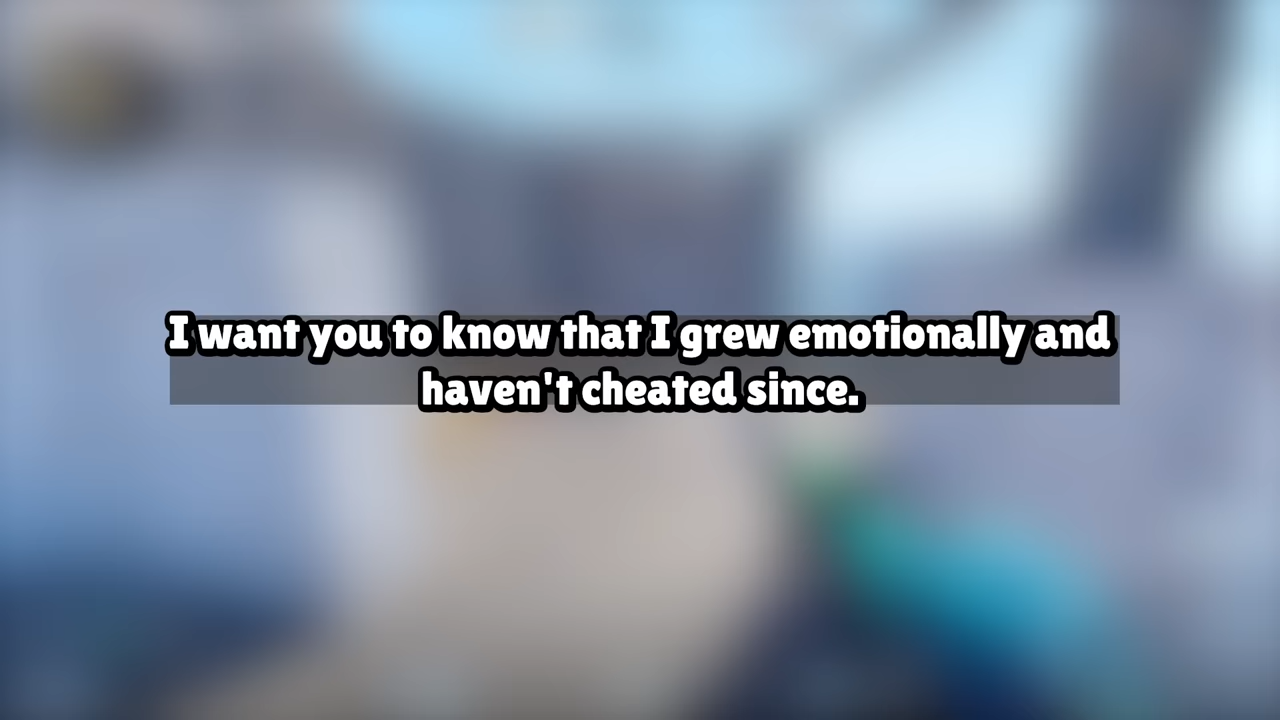 I want you to know that I grew emotionally and
haven't cheated since.